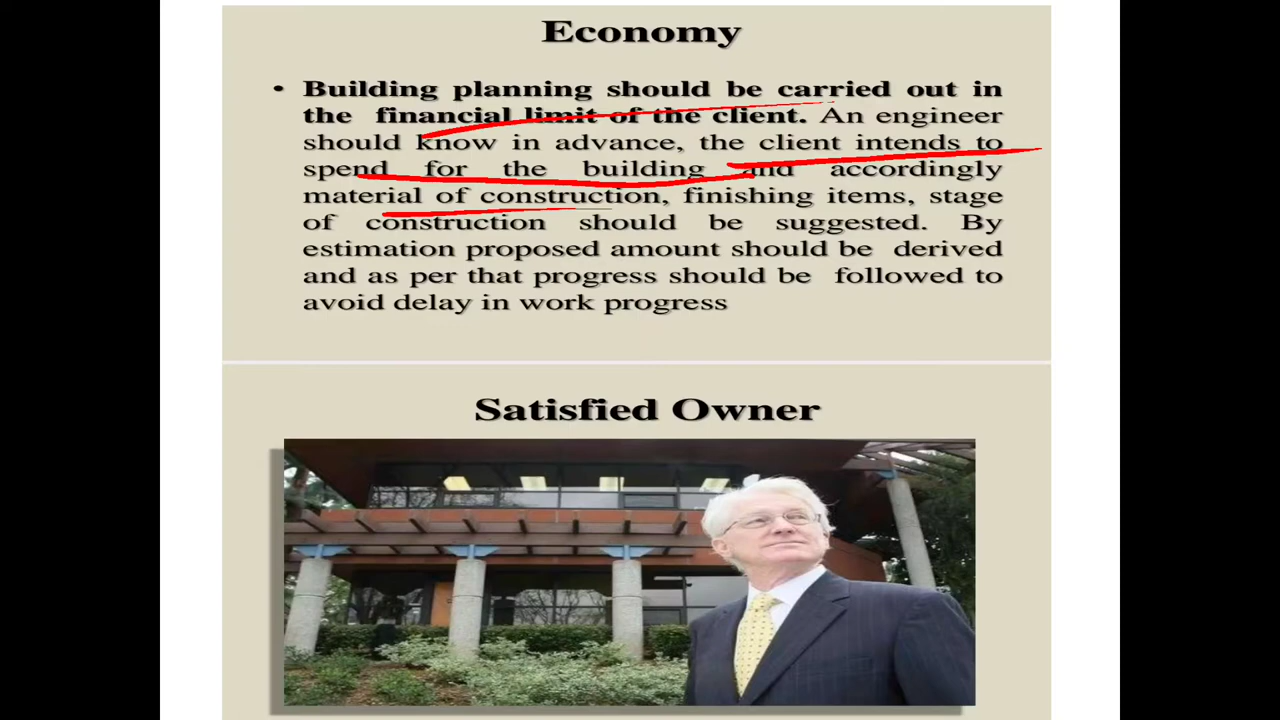 Economy
• Building planning should be carried out in
the financial limit of the client. An engineer
should know in advance, the client intends to
spend for the building and accordingly
material of construction, finishing items, stage
of construction should be suggested. By
estimation proposed amount should be derived
and as per that progress should be followed to
avoid delay in work progress
Satisfied Owner